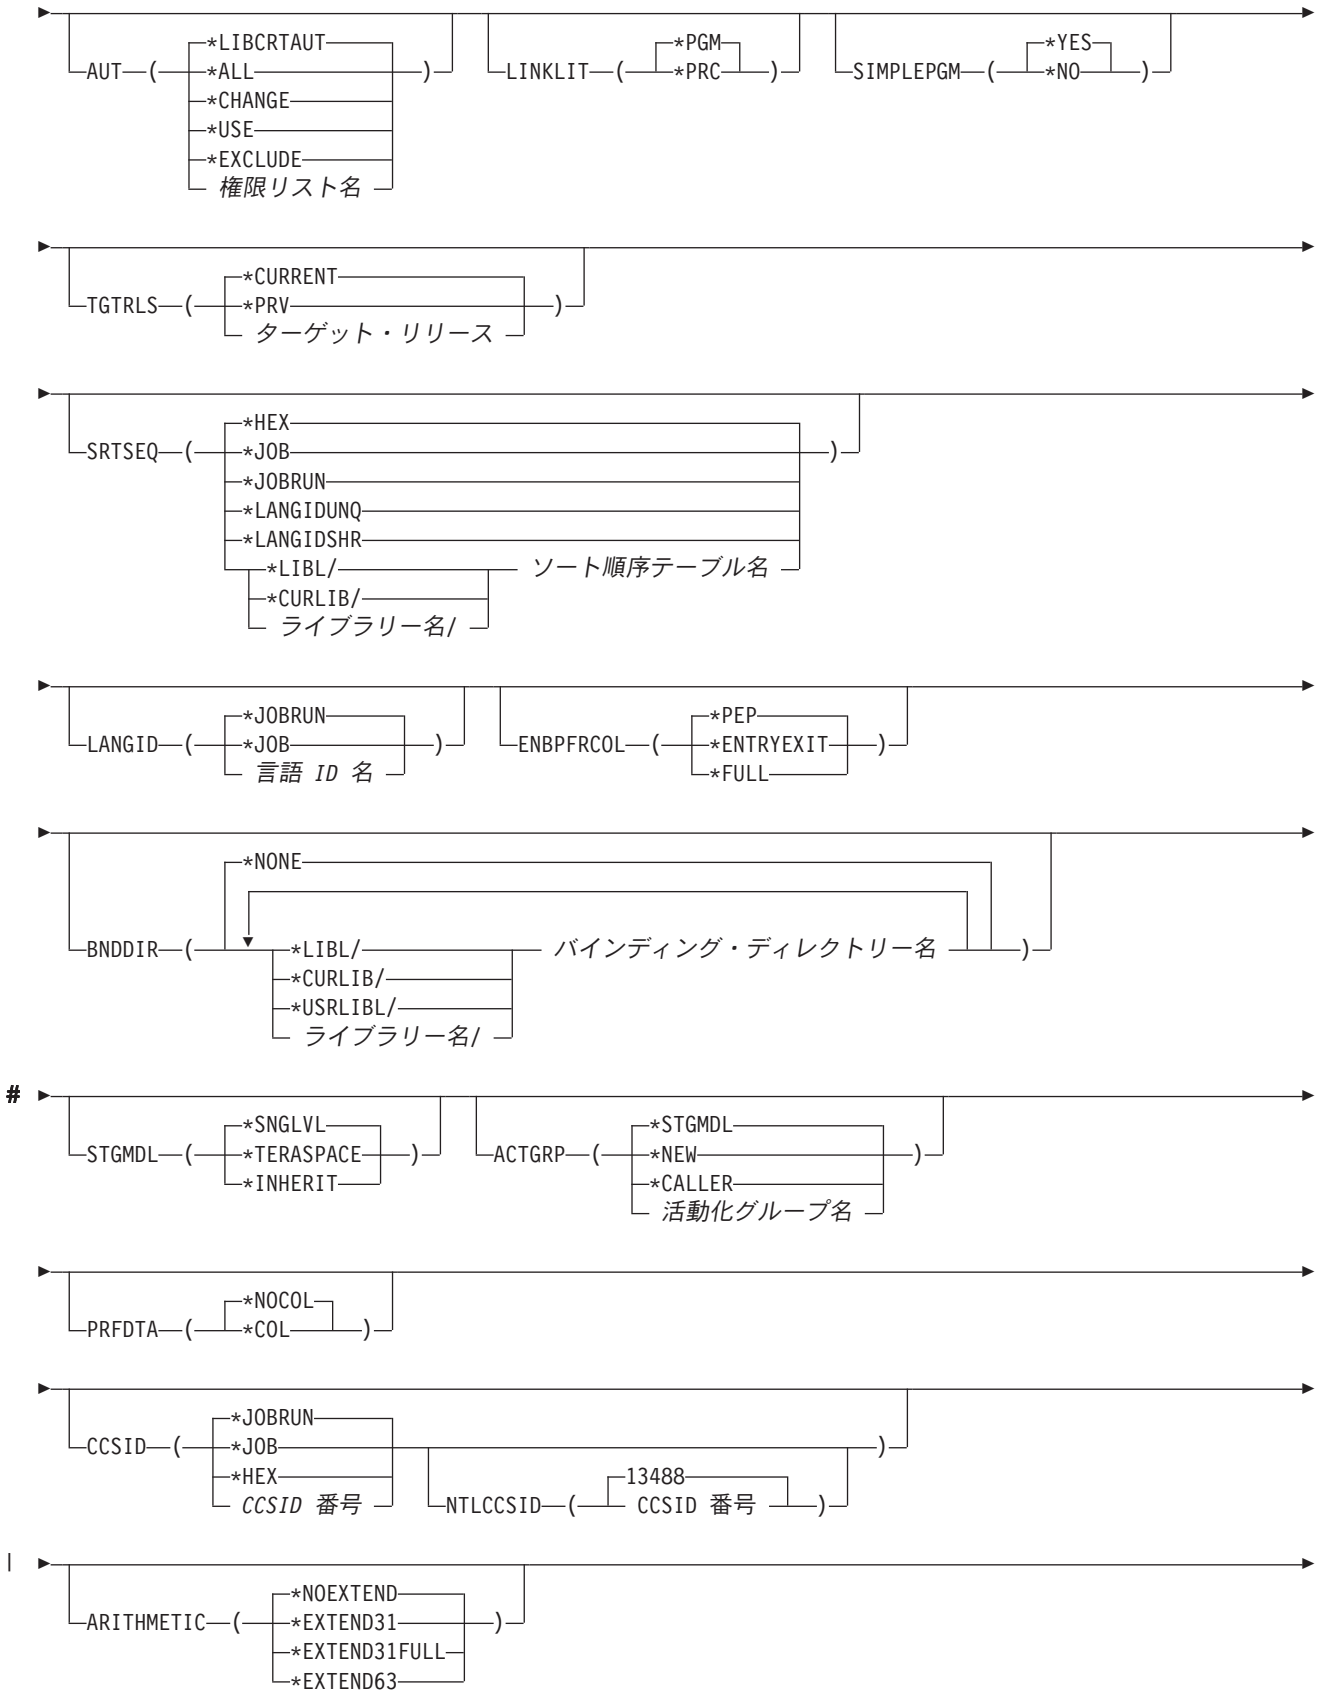 *LIBCRTAUT *PGM *YES
AUT ( *ALL ) LINKLIT ( *PRC ) SIMPLEPGM ( *NO )
*CHANGE
*USE
*EXCLUDE
権限リスト名
*CURRENT
TGTRLS ( *PRV )
ターゲット・リリース
*HEX
SRTSEQ ( *JOB )
*JOBRUN
*LANGIDUNQ
*LANGIDSHR
*LIBL/ ソート順序テーブル名
*CURLIB/
ライブラリー名/
*JOBRUN *PEP
LANGID ( *JOB ) ENBPFRCOL ( *ENTRYEXIT )
言語 ID 名 *FULL
*NONE
BNDDIR ( *LIBL/ バインディング・ディレクトリー名 )
*CURLIB/
*USRLIBL/
ライブラリー名/
#
*SNGLVL *STGMDL
STGMDL ( *TERASPACE ) ACTGRP ( *NEW )
*INHERIT *CALLER
活動化グループ名
*NOCOL
PRFDTA ( *COL )
*JOBRUN
CCSID ( *JOB )
*HEX 13488
CCSID 番号 NTLCCSID ( CCSID 番号 )
|
*NOEXTEND
ARITHMETIC ( *EXTEND31 )
*EXTEND31FULL
*EXTEND63